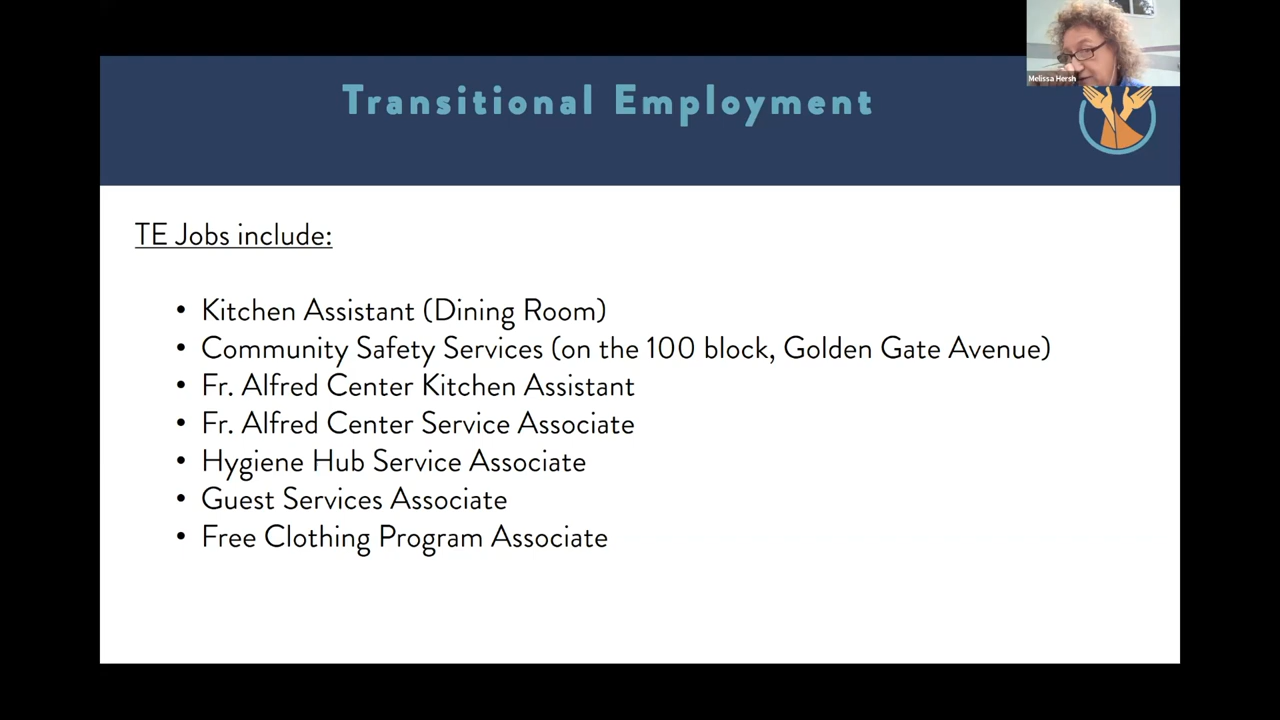 Melissa Hersh
Transitional Employment
TE Jobs include:
• Kitchen Assistant (Dining Room)
• Community Safety Services (on the 100 block, Golden Gate Avenue)
• Fr. Alfred Center Kitchen Assistant
• Fr. Alfred Center Service Associate
• Hygiene Hub Service Associate
• Guest Services Associate
• Free Clothing Program Associate